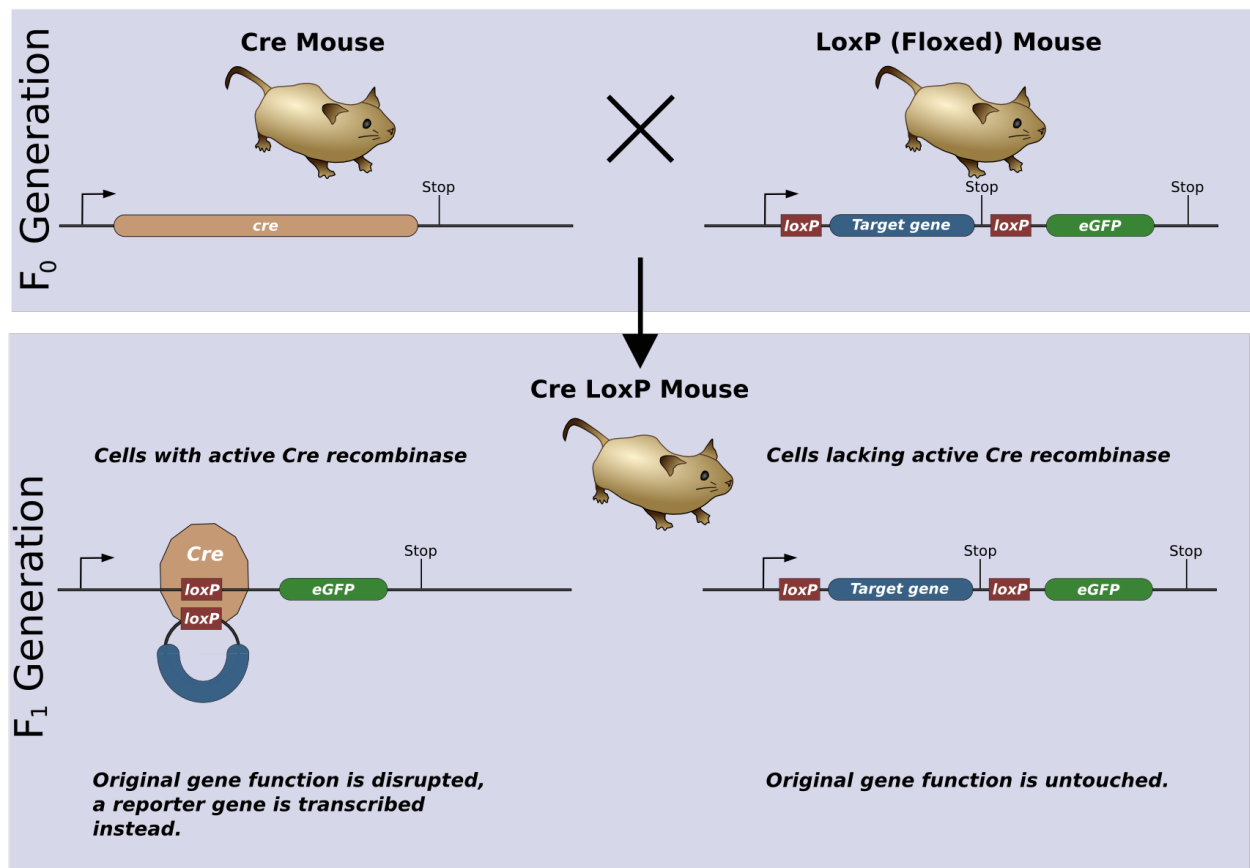 F₀ Generation
Cre Mouse
LoxP (Floxed) Mouse
Stop
cre
Stop
Stop
loxP
Target gene
loxP
eGFP
F₁ Generation
Cre LoxP Mouse
Cells with active Cre recombinase
Cells lacking active Cre recombinase
Cre
loxP
loxP
eGFP
Stop
Stop
Stop
loxP
Target gene
loxP
eGFP
Original gene function is disrupted,
a reporter gene is transcribed
instead.
Original gene function is untouched.